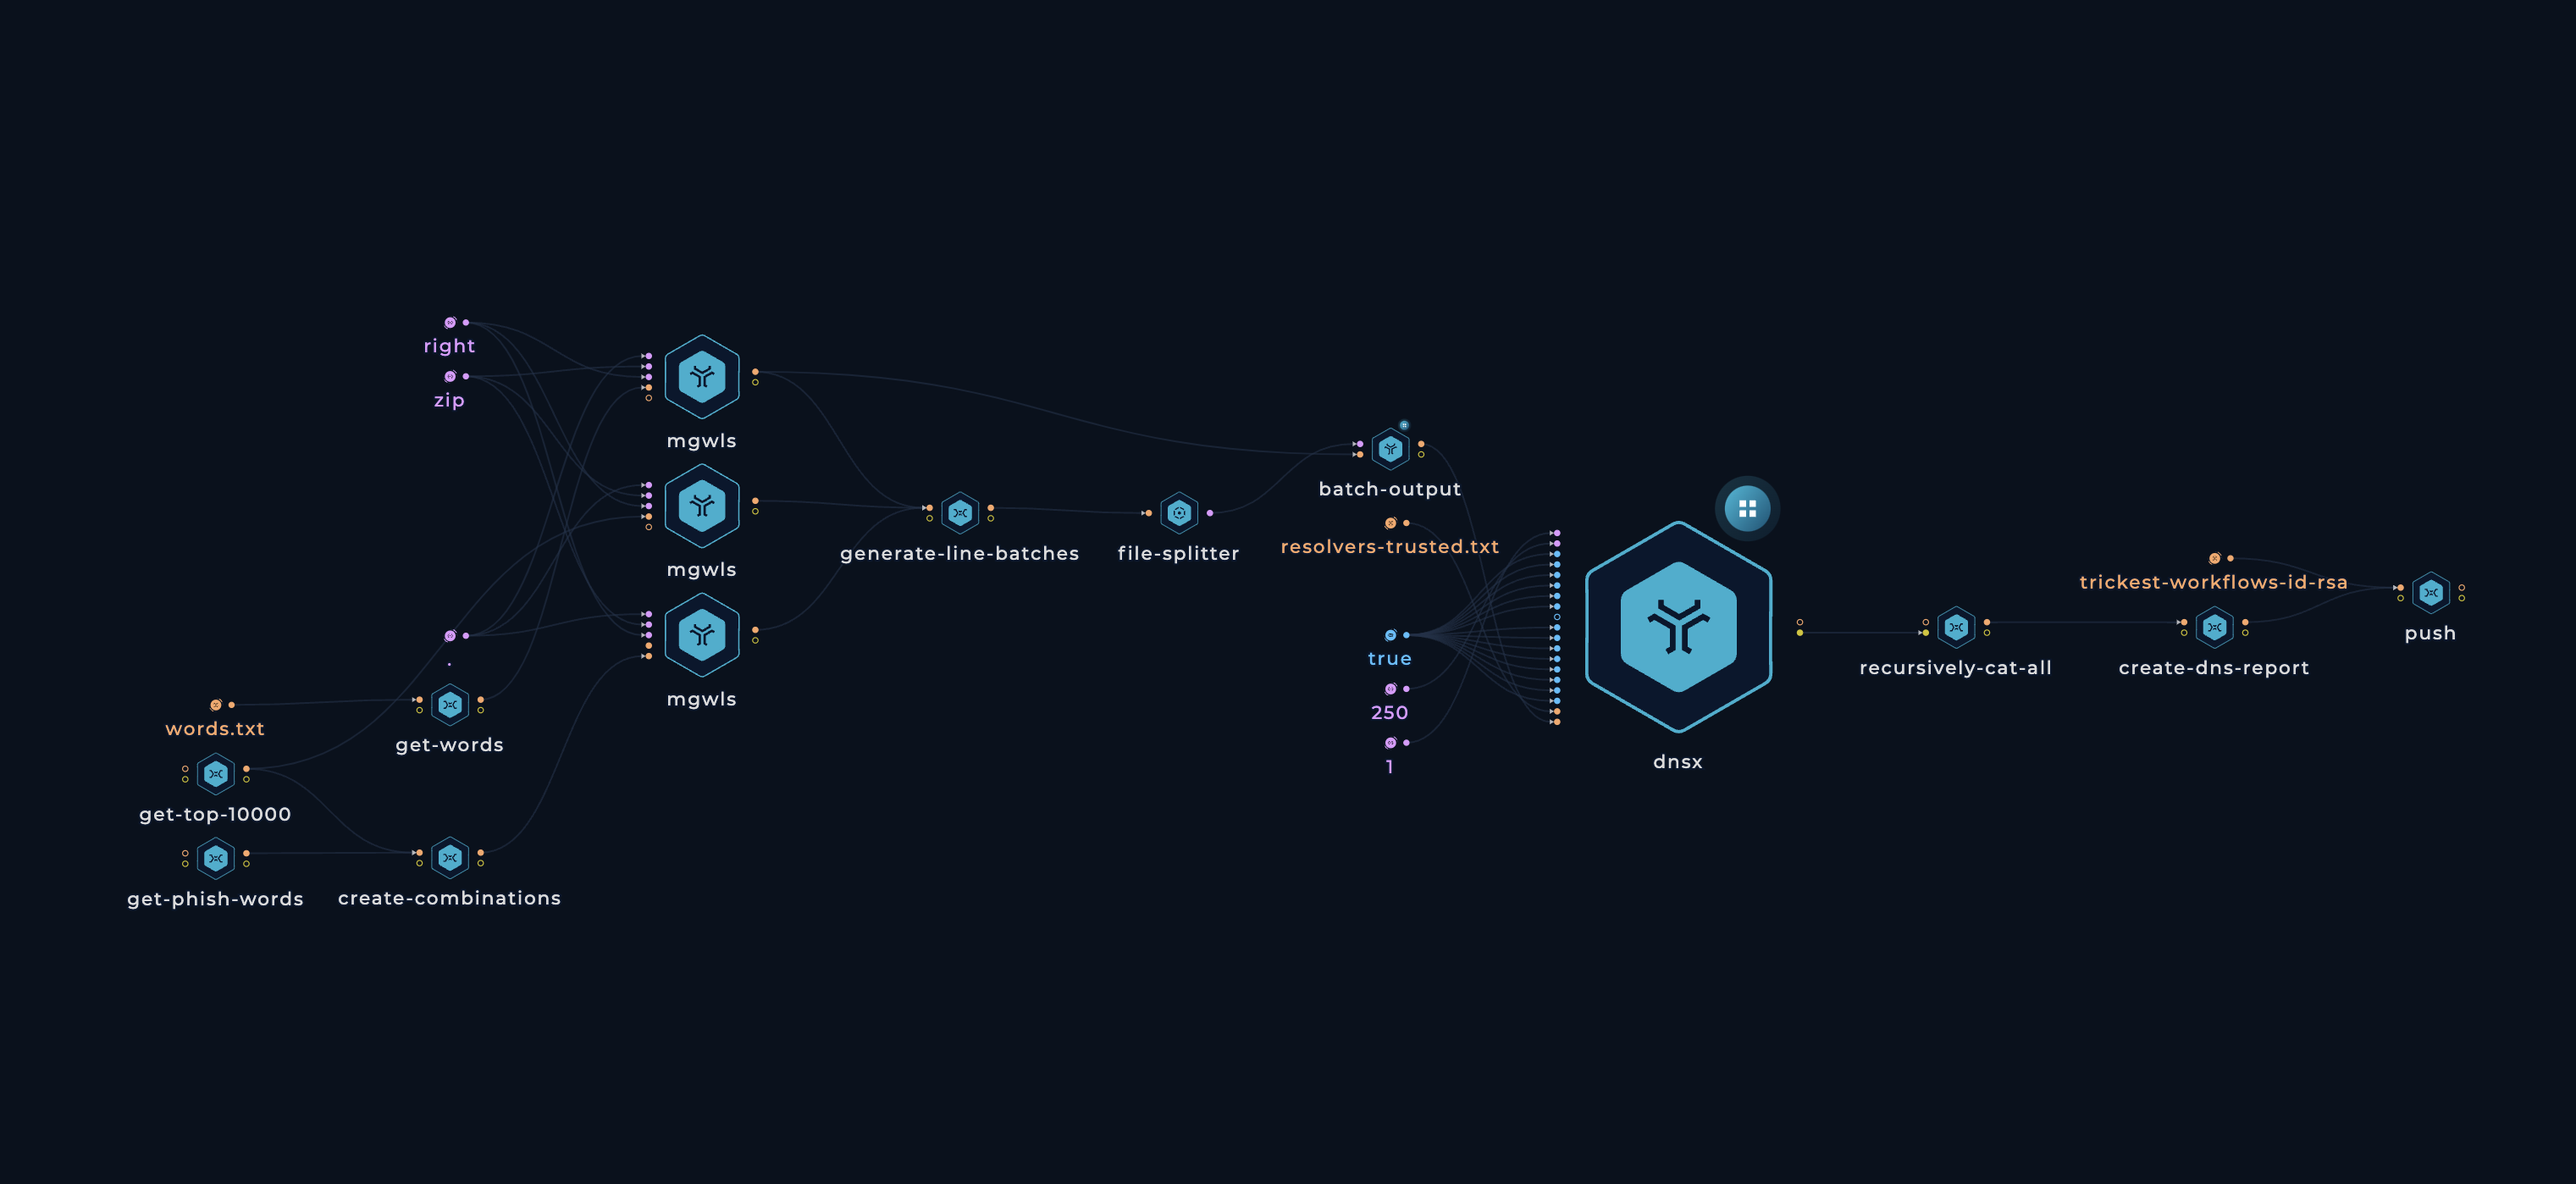 right
zip
mgwls
mgwls
mgwls
.
words.txt
get-words
get-top-10000
get-phish-words
create-combinations
generate-line-batches
file-splitter
batch-output
resolvers-trusted.txt
true
250
1
dnsx
recursively-cat-all
trickest-workflows-id-rsa
create-dns-report
push